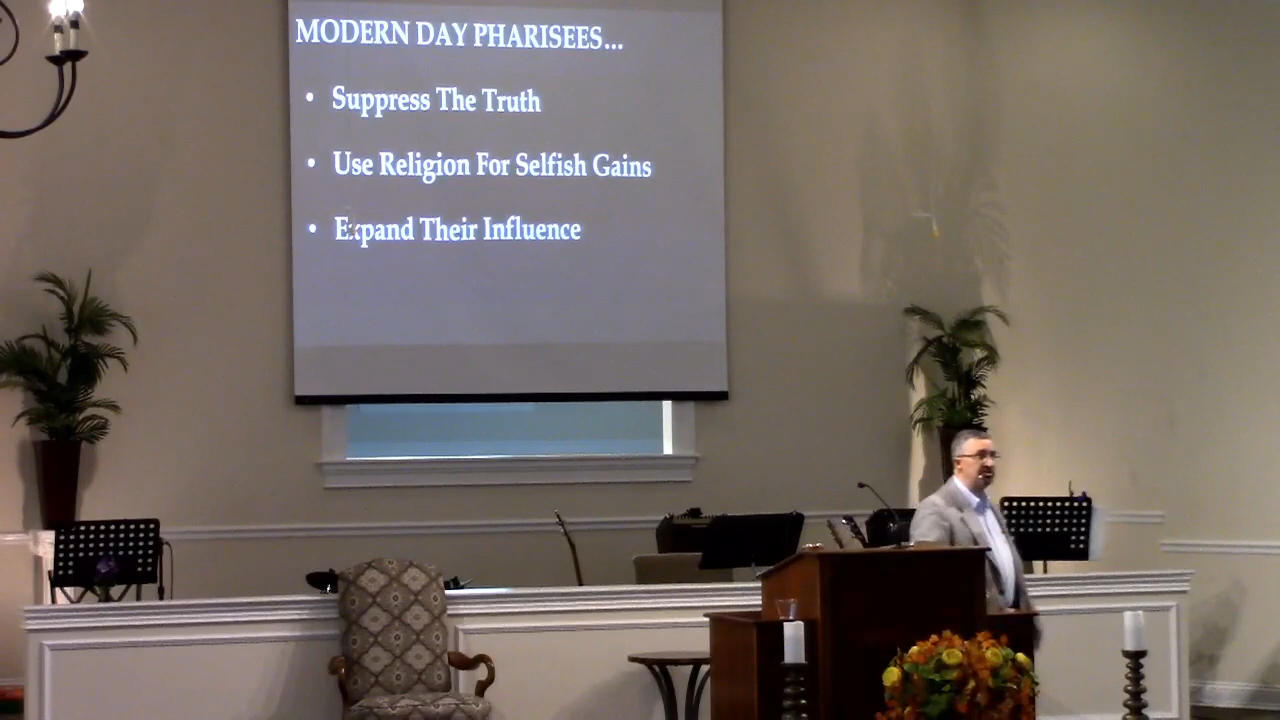 MODERN DAY PHARISEES...
• Suppress The Truth
• Use Religion For Selfish Gains
• Expand Their Influence